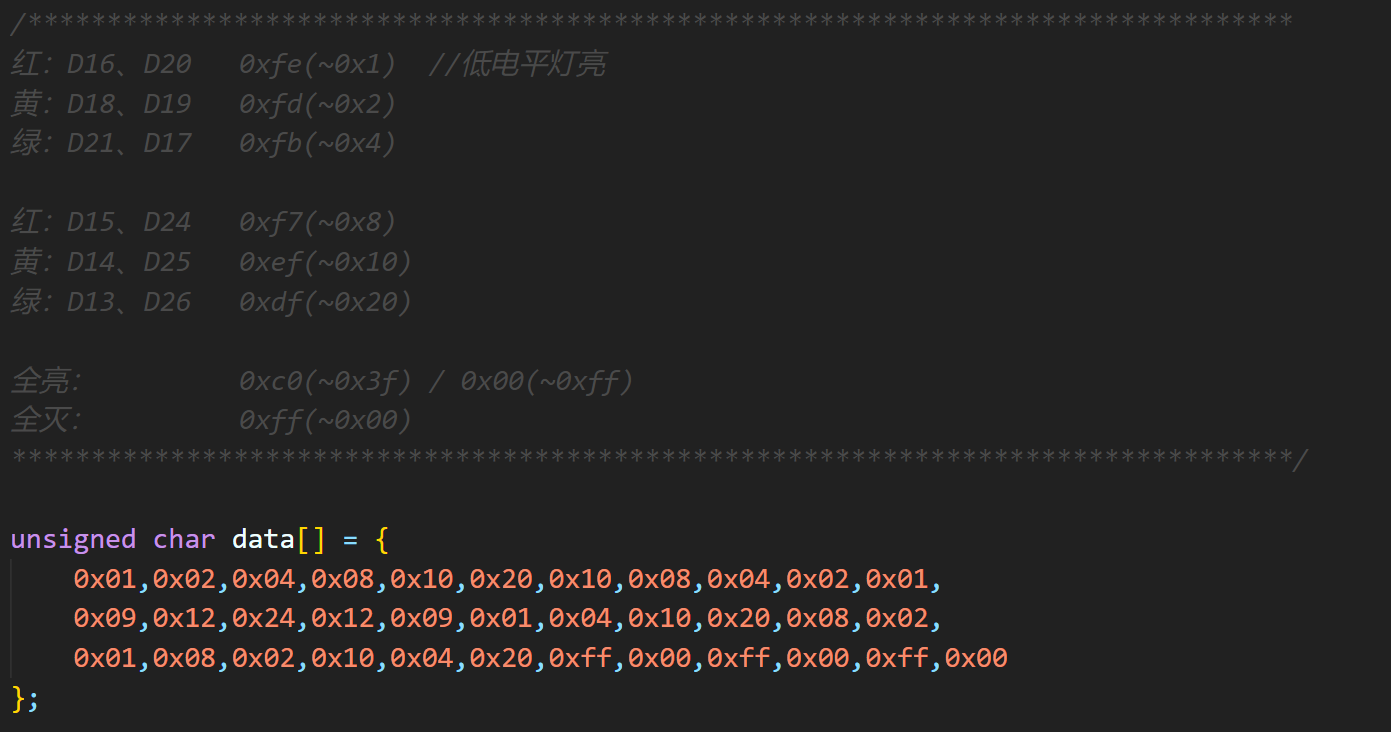 /********************************************************************************
红：D16、D20   0xfe(~0x1)  //低电平灯亮
黄：D18、D19   0xfd(~0x2)
绿：D21、D17   0xfb(~0x4)
红：D15、D24   0xf7(~0x8)
黄：D14、D25   0xef(~0x10)
绿：D13、D26   0xdf(~0x20)
全亮：          0xc0(~0x3f) / 0x00(~0xff)
全灭：          0xff(~0x00)
*********************************************************************************/
unsigned char data[] = {
    0x01,0x02,0x04,0x08,0x10,0x20,0x10,0x08,0x04,0x02,0x01,
    0x09,0x12,0x24,0x12,0x09,0x01,0x04,0x10,0x20,0x08,0x02,
    0x01,0x08,0x02,0x10,0x04,0x20,0xff,0x00,0xff,0x00,0xff,0x00
};